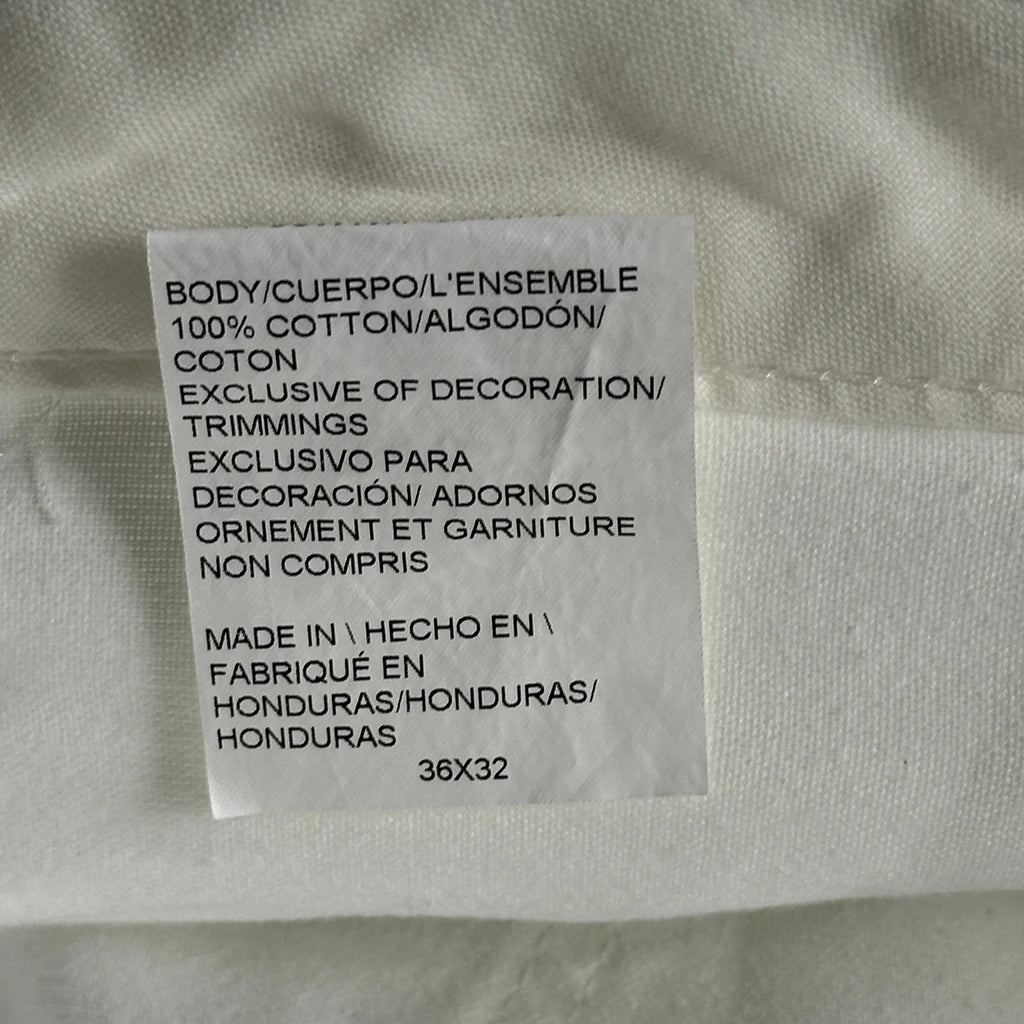 BODY/CUERPO/L'ENSEMBLE
100% COTTON/ALGODÓN/
COTON
EXCLUSIVE OF DECORATION/
TRIMMINGS
EXCLUSIVO PARA
DECORACIÓN/ ADORNOS
ORNEMENT ET GARNITURE
NON COMPRIS
MADE IN \ HECHO EN \
FABRIQUÉ EN
HONDURAS/HONDURAS/
HONDURAS
36X32